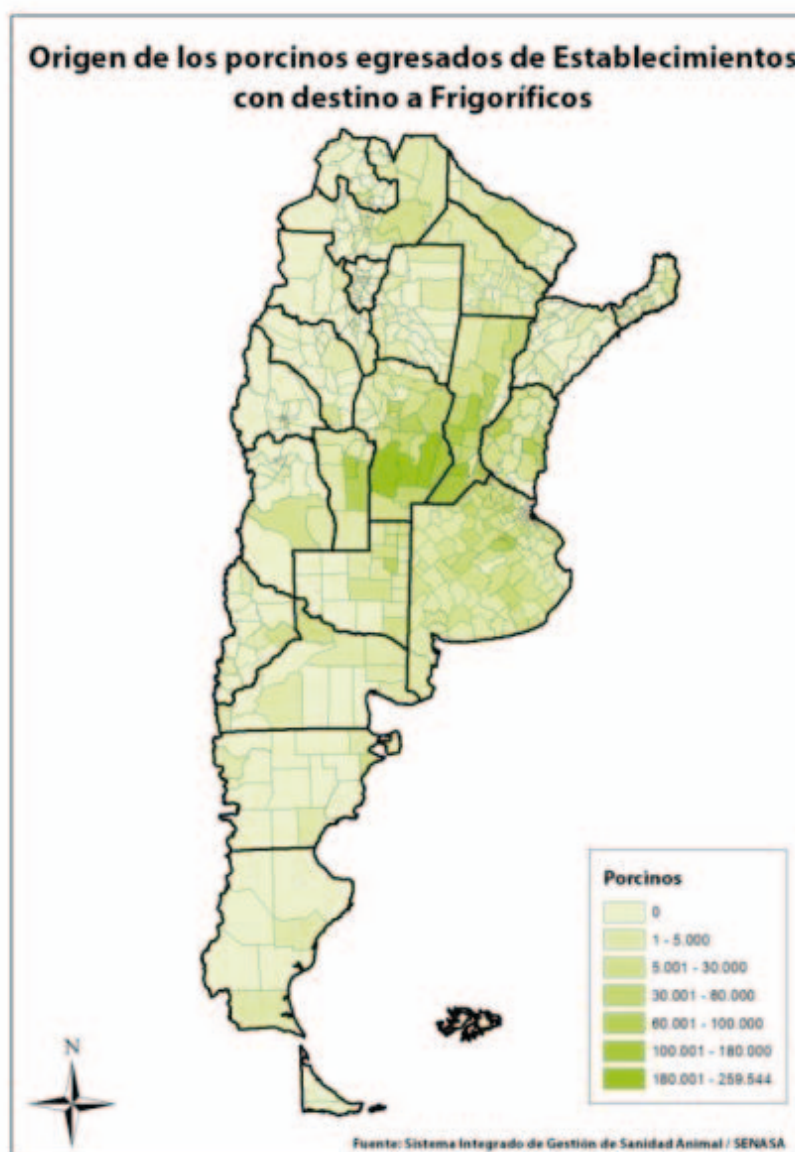 Origen de los porcinos egresados de Establecimientos
con destino a Frigoríficos
Porcinos
0
1 - 5.000
5.001 - 30.000
30.001 - 60.000
60.001 - 100.000
100.001 - 180.000
180.001 - 259.544
N
Fuente: Sistema Integrado de Gestión de Sanidad Animal / SENASA